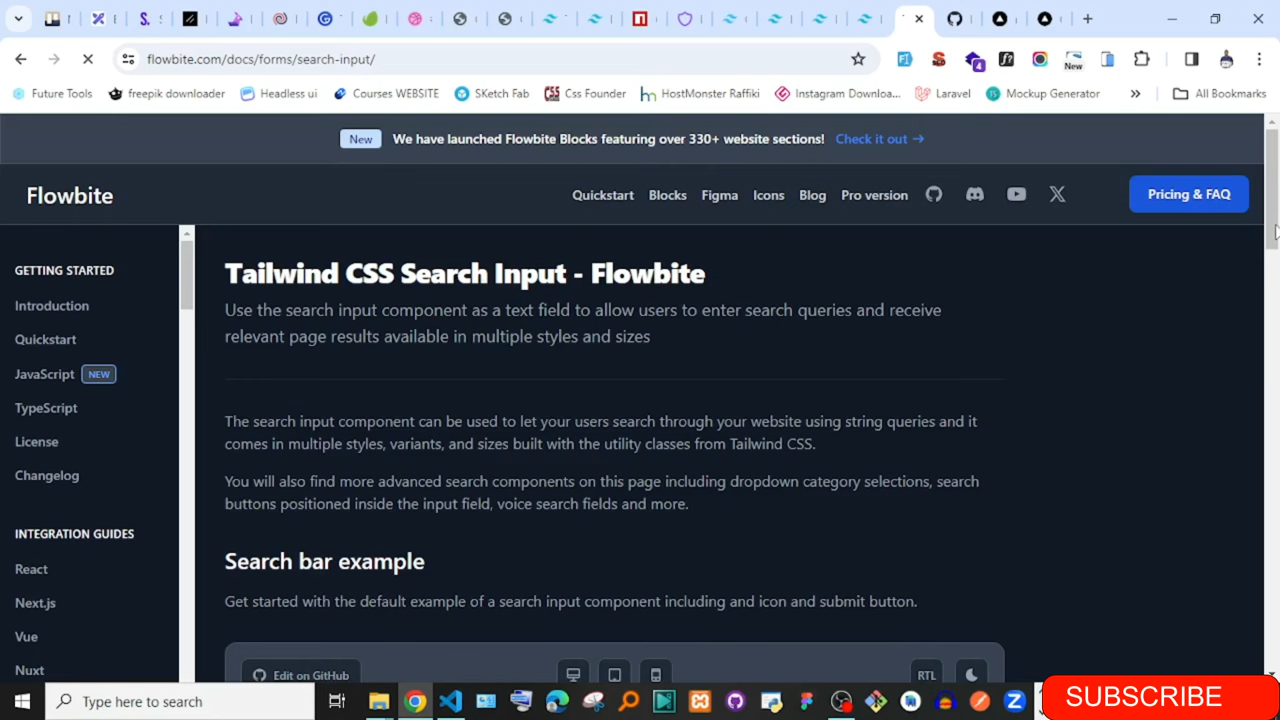 flowbite.com/docs/forms/search-input/
New
Future Tools
freepik downloader
Headless ui
Courses WEBSITE
SKetch Fab
Css Founder
HostMonster Raffiki
Instagram Downloa...
Laravel
Mockup Generator
All Bookmarks
New We have launched Flowbite Blocks featuring over 330+ website sections! Check it out →
Flowbite
Quickstart Blocks Figma Icons Blog Pro version
Pricing & FAQ
GETTING STARTED
Introduction
Quickstart
JavaScript NEW
TypeScript
License
Changelog
INTEGRATION GUIDES
React
Next.js
Vue
Nuxt
Tailwind CSS Search Input - Flowbite
Use the search input component as a text field to allow users to enter search queries and receive
relevant page results available in multiple styles and sizes
The search input component can be used to let your users search through your website using string queries and it
comes in multiple styles, variants, and sizes built with the utility classes from Tailwind CSS.
You will also find more advanced search components on this page including dropdown category selections, search
buttons positioned inside the input field, voice search fields and more.
Search bar example
Get started with the default example of a search input component including and icon and submit button.
Edit on GitHub
RTL
Type here to search
SUBSCRIBE